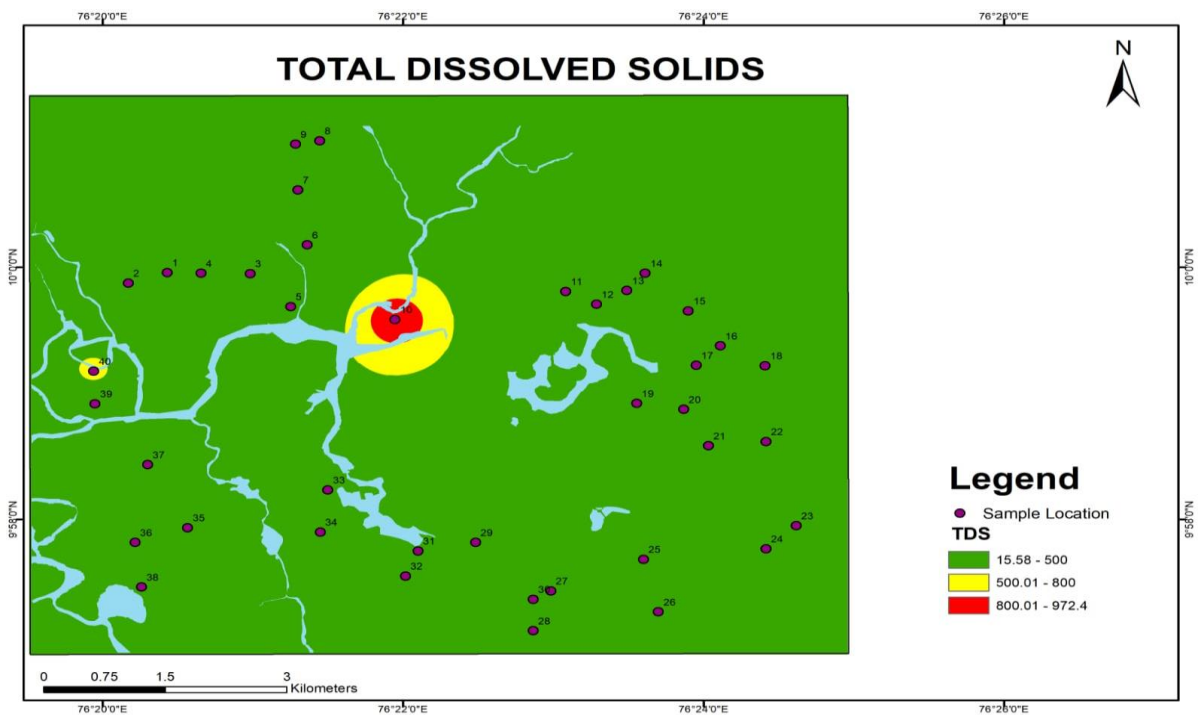 76°20'0"E 76°22'0"E 76°24'0"E 76°26'0"E
TOTAL DISSOLVED SOLIDS
N
9 8
7
6
10°0'0"N 10°0'0"N
2 1 4 3
5
10
11 12 13 14
15
16
17 18
40
39
19 20
21 22
37
33
36 35 34
31 29
32
38
23
24
25
26
30 27
28
9°58'0"N 9°58'0"N
Legend
Sample Location
TDS
15.58 - 500
500.01 - 800
800.01 - 972.4
0 0.75 1.5 3
Kilometers
76°20'0"E 76°22'0"E 76°24'0"E 76°26'0"E